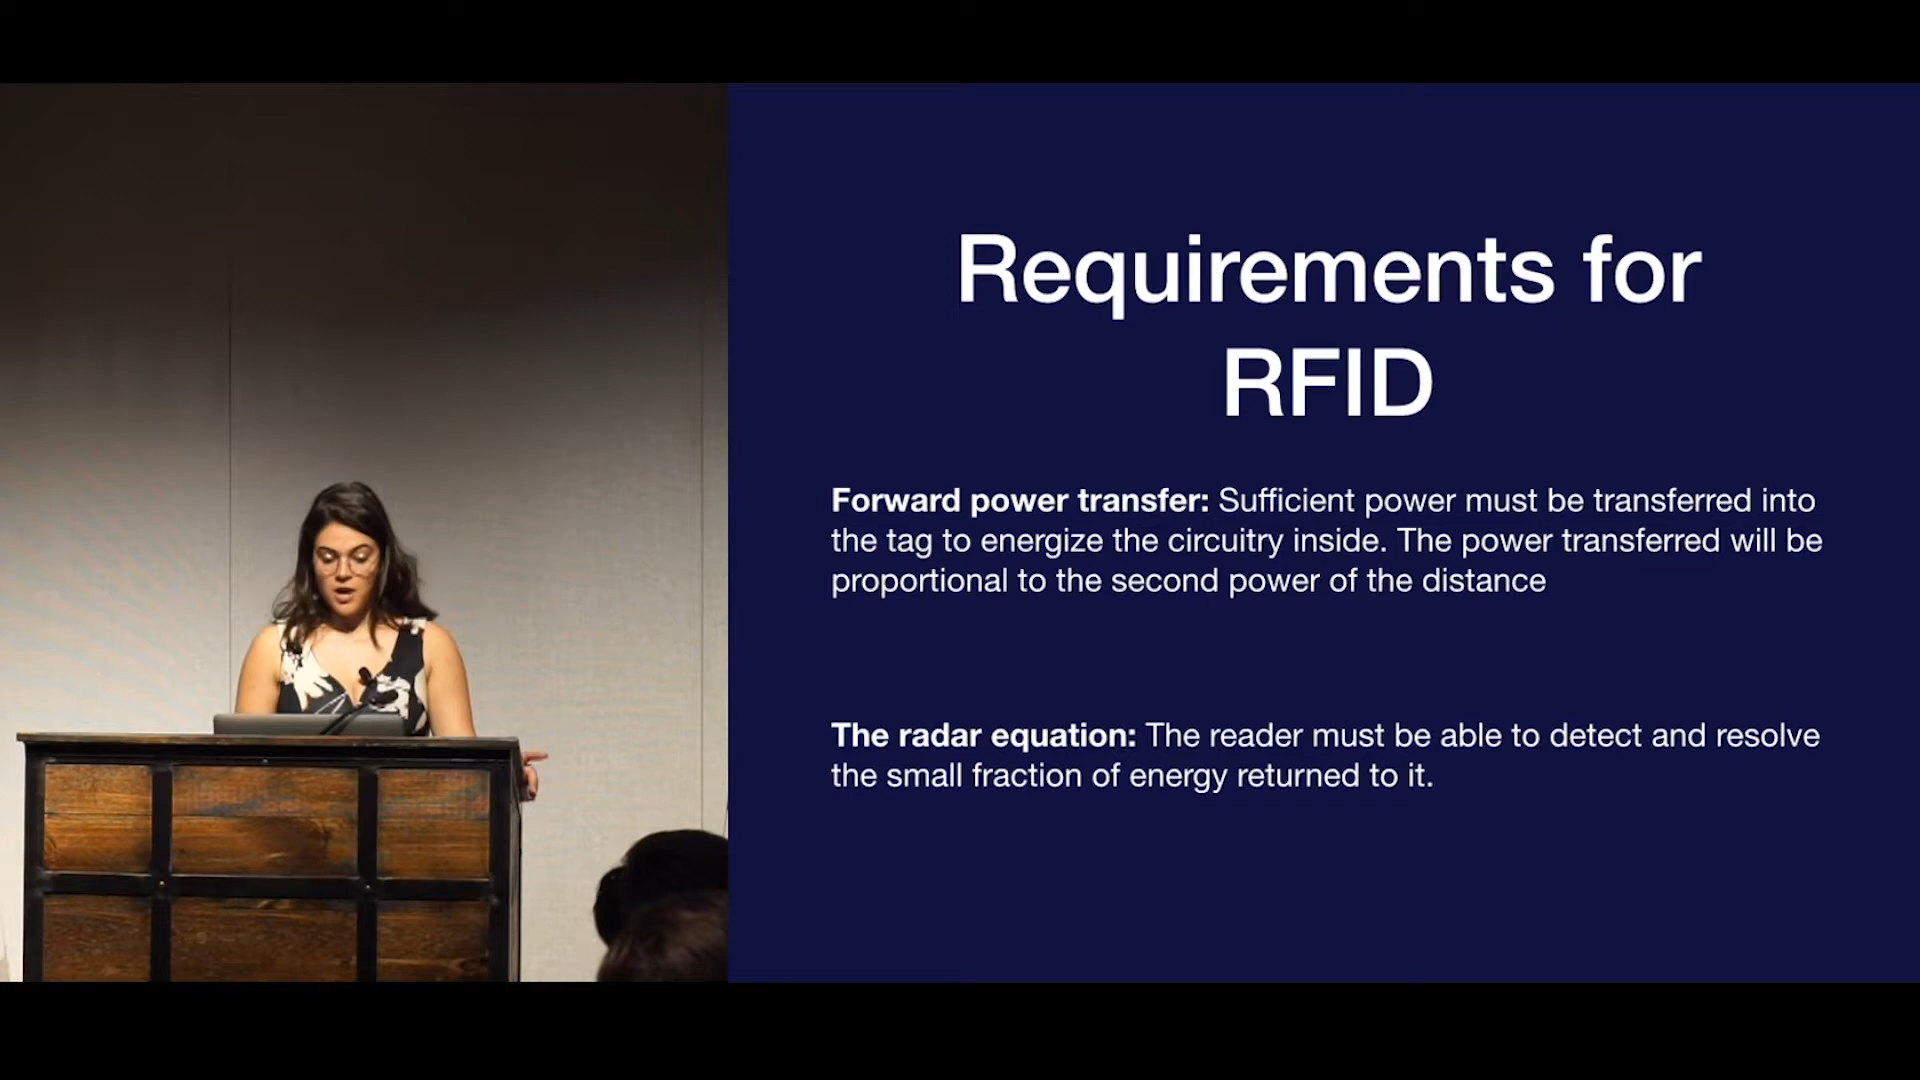 Requirements for
RFID
Forward power transfer: Sufficient power must be transferred into
the tag to energize the circuitry inside. The power transferred will be
proportional to the second power of the distance
The radar equation: The reader must be able to detect and resolve
the small fraction of energy returned to it.